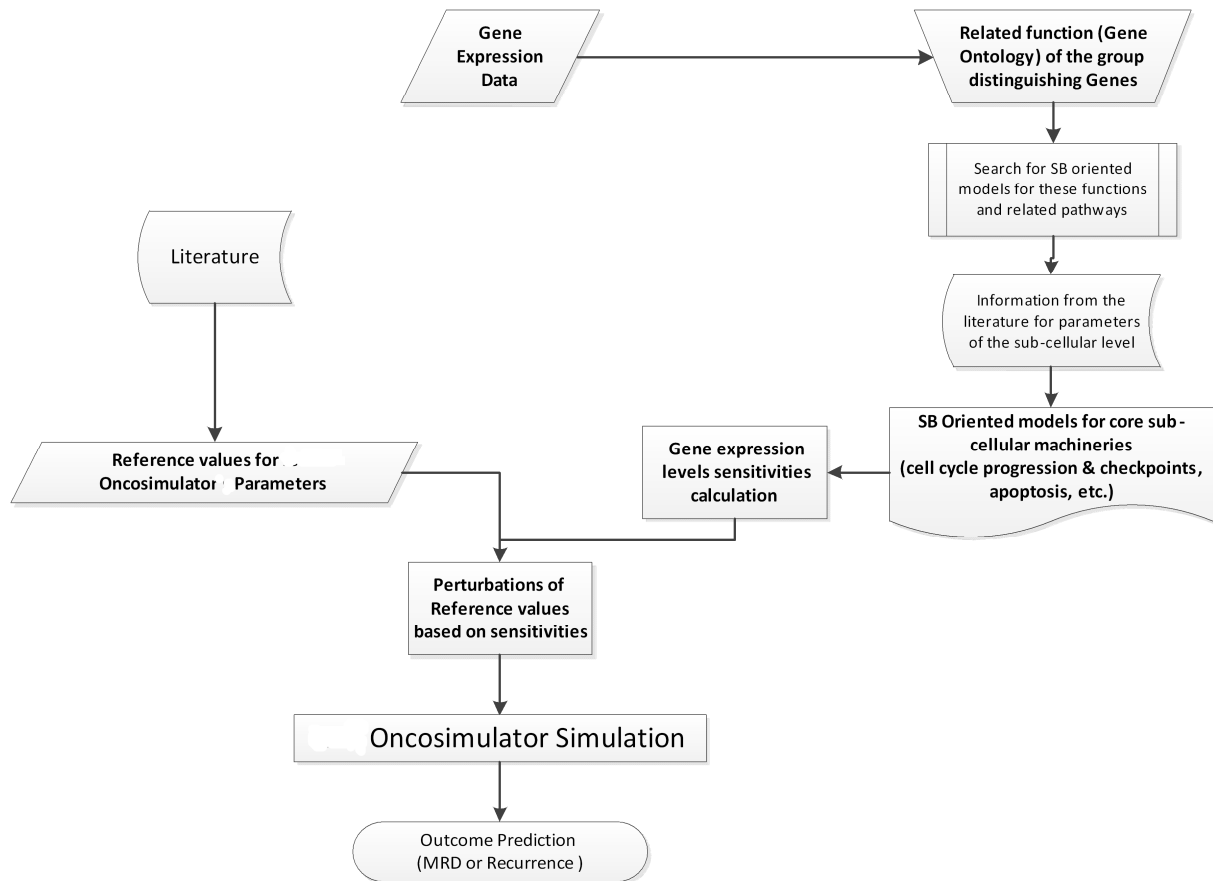 Gene
Expression
Data
Related function (Gene
Ontology) of the group
distinguishing Genes
Search for SB oriented
models for these functions
and related pathways
Literature
Information from the
literature for parameters
of the sub-cellular level
SB Oriented models for core sub-
cellular machineries
(cell cycle progression & checkpoints,
apoptosis, etc.)
Gene expression
levels sensitivities
calculation
Reference values for
Oncosimulator Parameters
Perturbations of
Reference values
based on sensitivities
Oncosimulator Simulation
Outcome Prediction
(MRD or Recurrence )